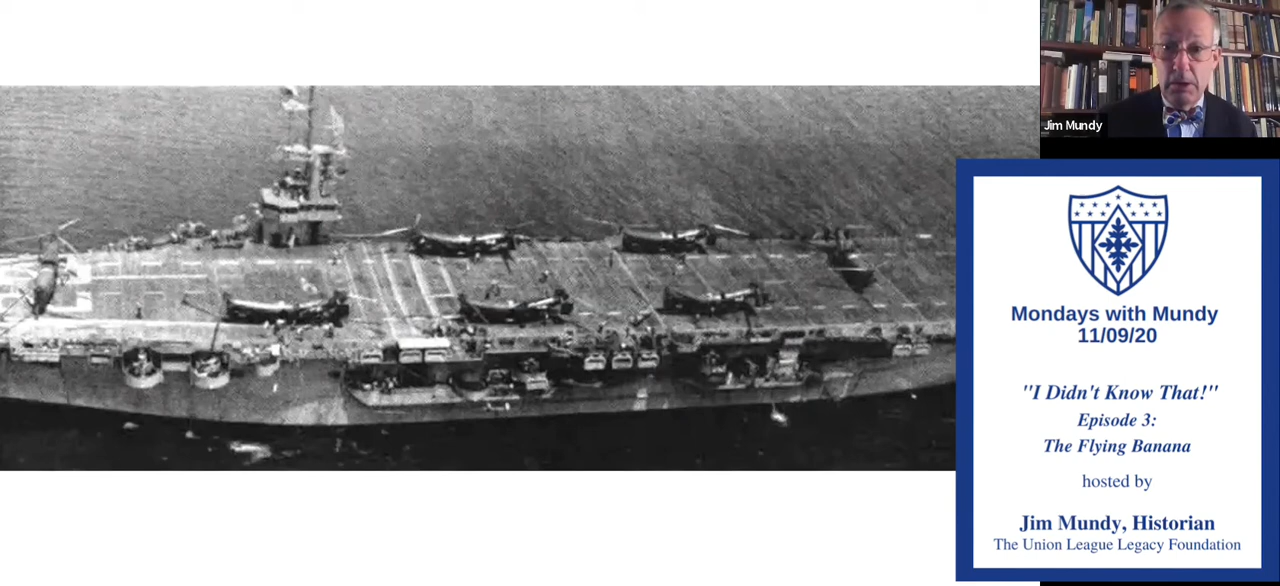 Jim Mundy
Mondays with Mundy
11/09/20
"I Didn't Know That!"
Episode 3:
The Flying Banana
hosted by
Jim Mundy, Historian
The Union League Legacy Foundation